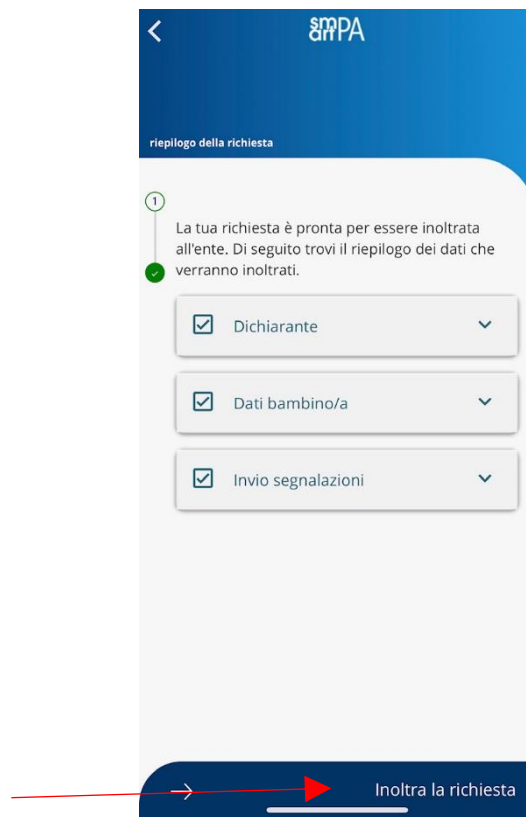 smartPA
riepilogo della richiesta
1
La tua richiesta è pronta per essere inoltrata
all'ente. Di seguito trovi il riepilogo dei dati che
verranno inoltrati.
Dichiarante
Dati bambino/a
Invio segnalazioni
Inoltra la richiesta